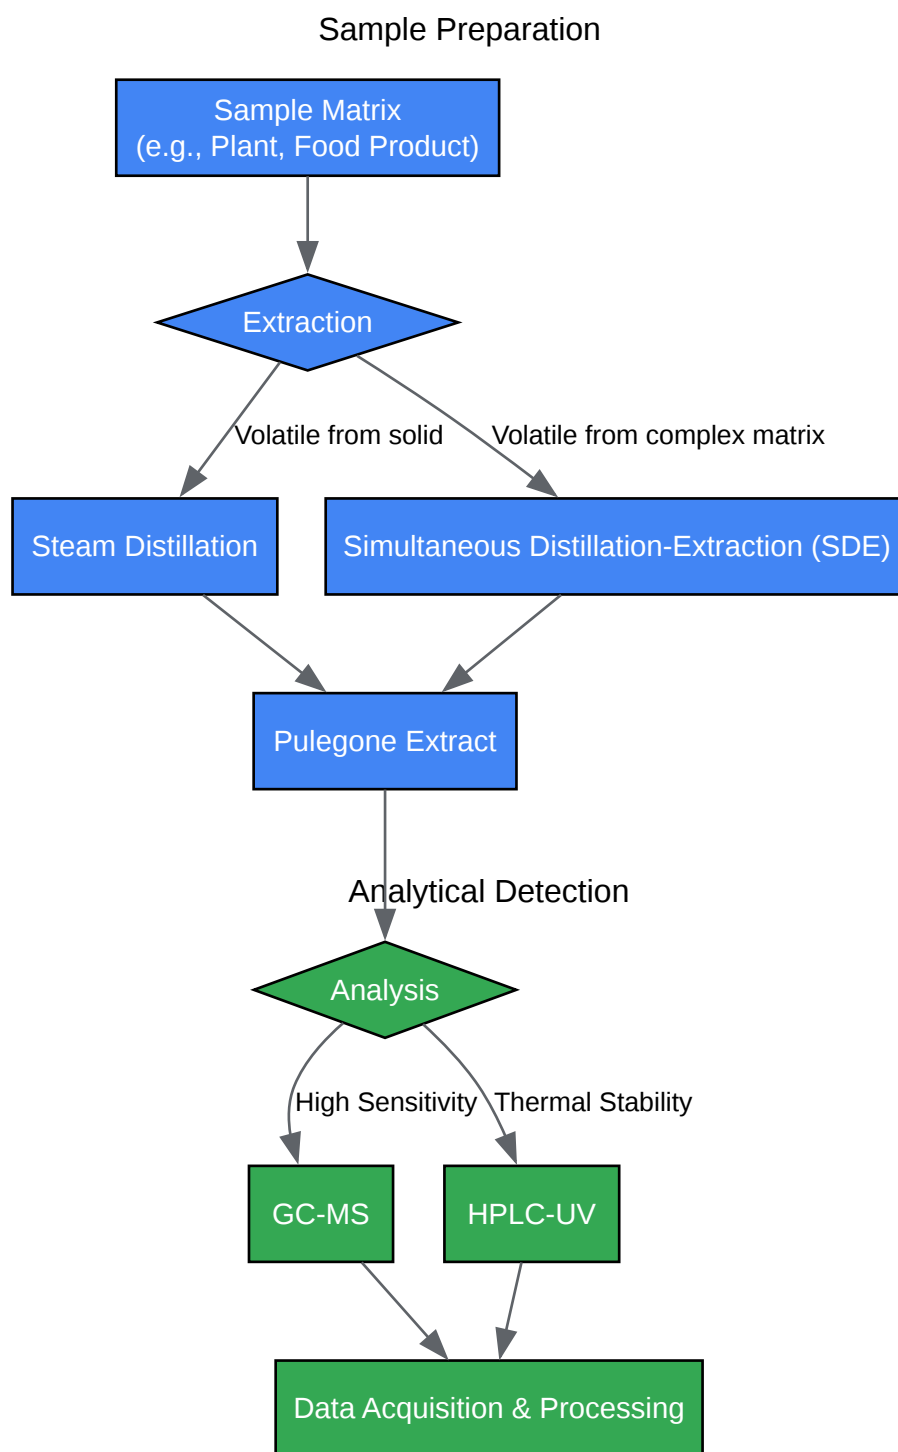 Sample Preparation
Sample Matrix
(e.g., Plant, Food Product)
Extraction
Volatile from solid
Volatile from complex matrix
Steam Distillation
Simultaneous Distillation-Extraction (SDE)
Pulegone Extract
Analytical Detection
Analysis
High Sensitivity
Thermal Stability
GC-MS
HPLC-UV
Data Acquisition & Processing